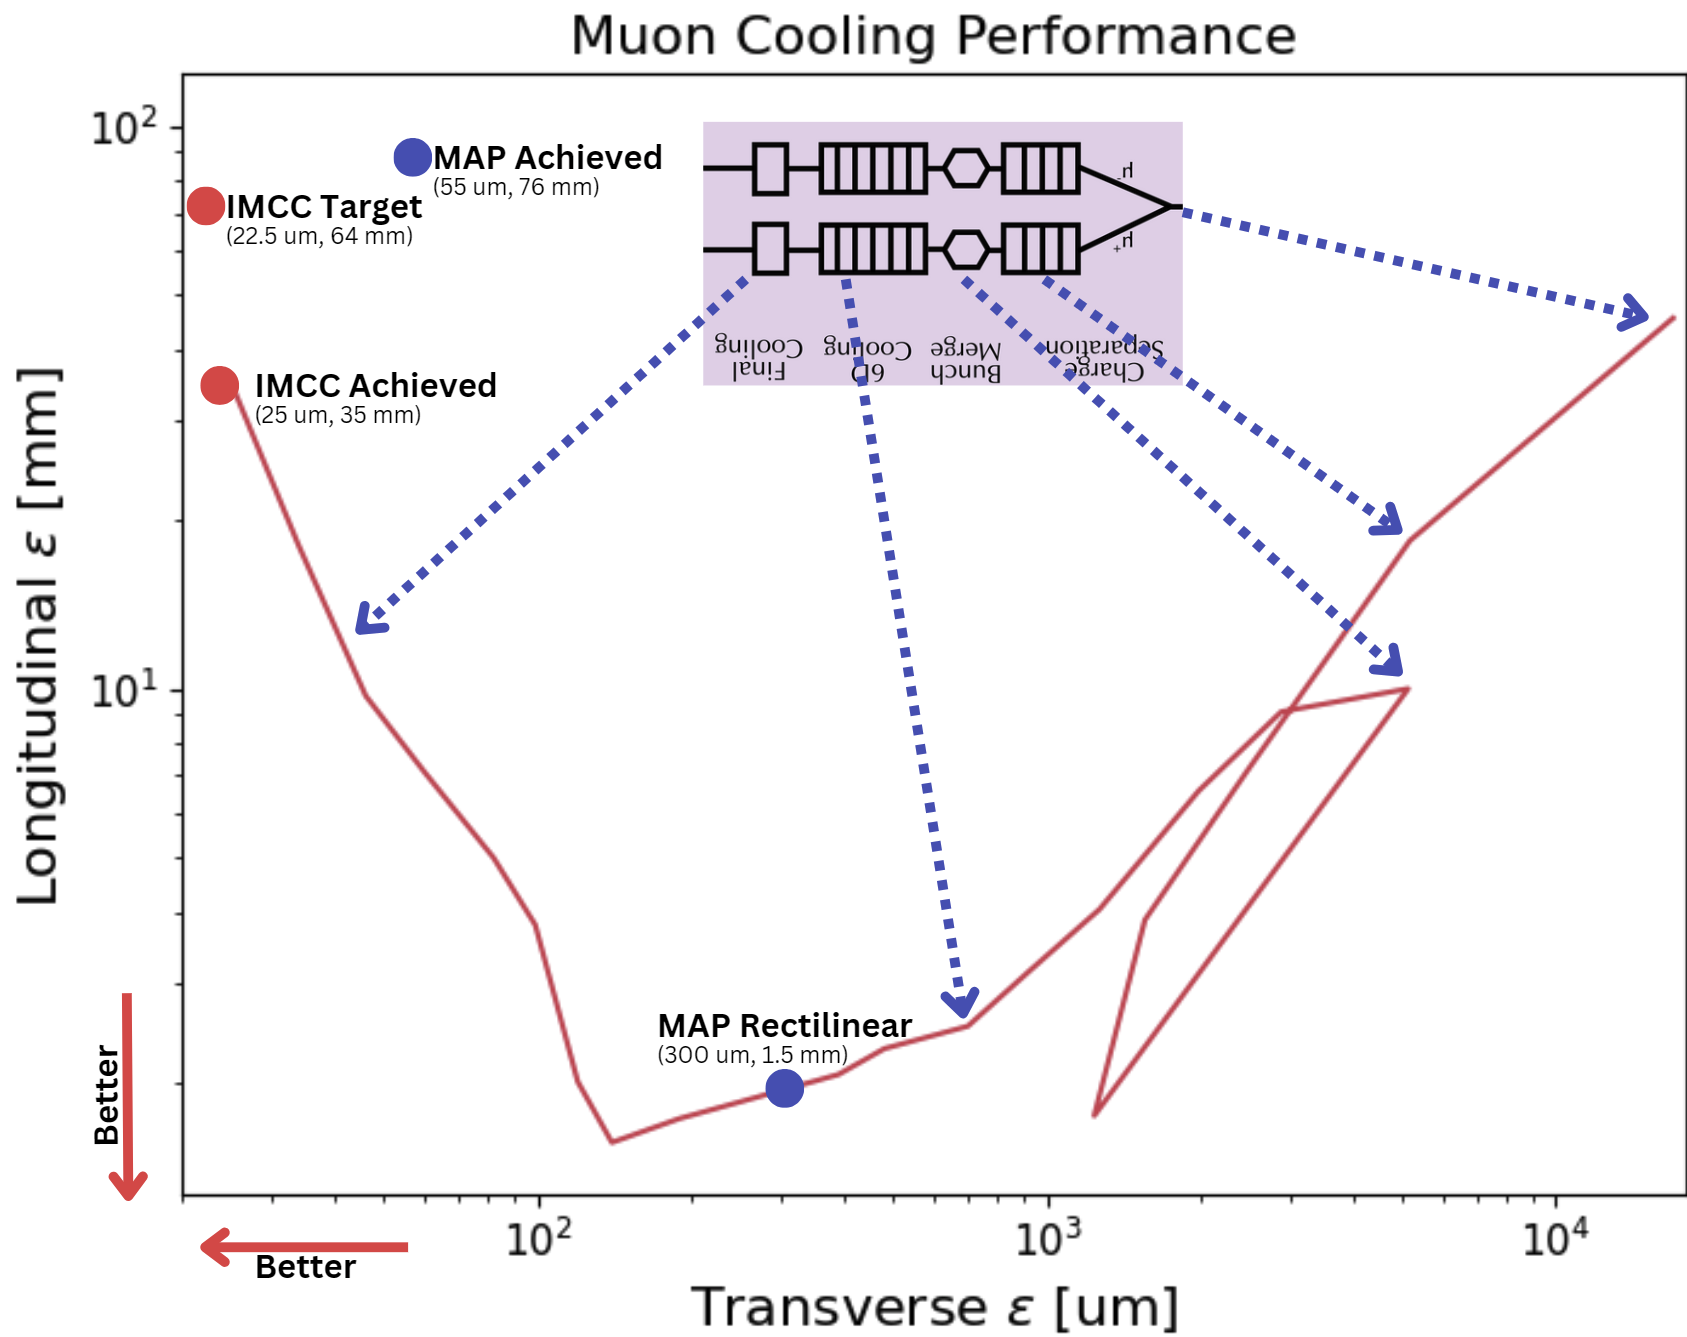 Muon Cooling Performance
10²
MAP Achieved
(55 um, 76 mm)
IMCC Target
(22.5 um, 64 mm)
μ-
μ+
Final
Cooling
6D
Cooling
Bunch
Merge
Charge
Separation
IMCC Achieved
(25 um, 35 mm)
Longitudinal ε [mm]
10¹
MAP Rectilinear
(300 um, 1.5 mm)
Better
10² 10³ 10⁴
Better
Transverse ε [um]